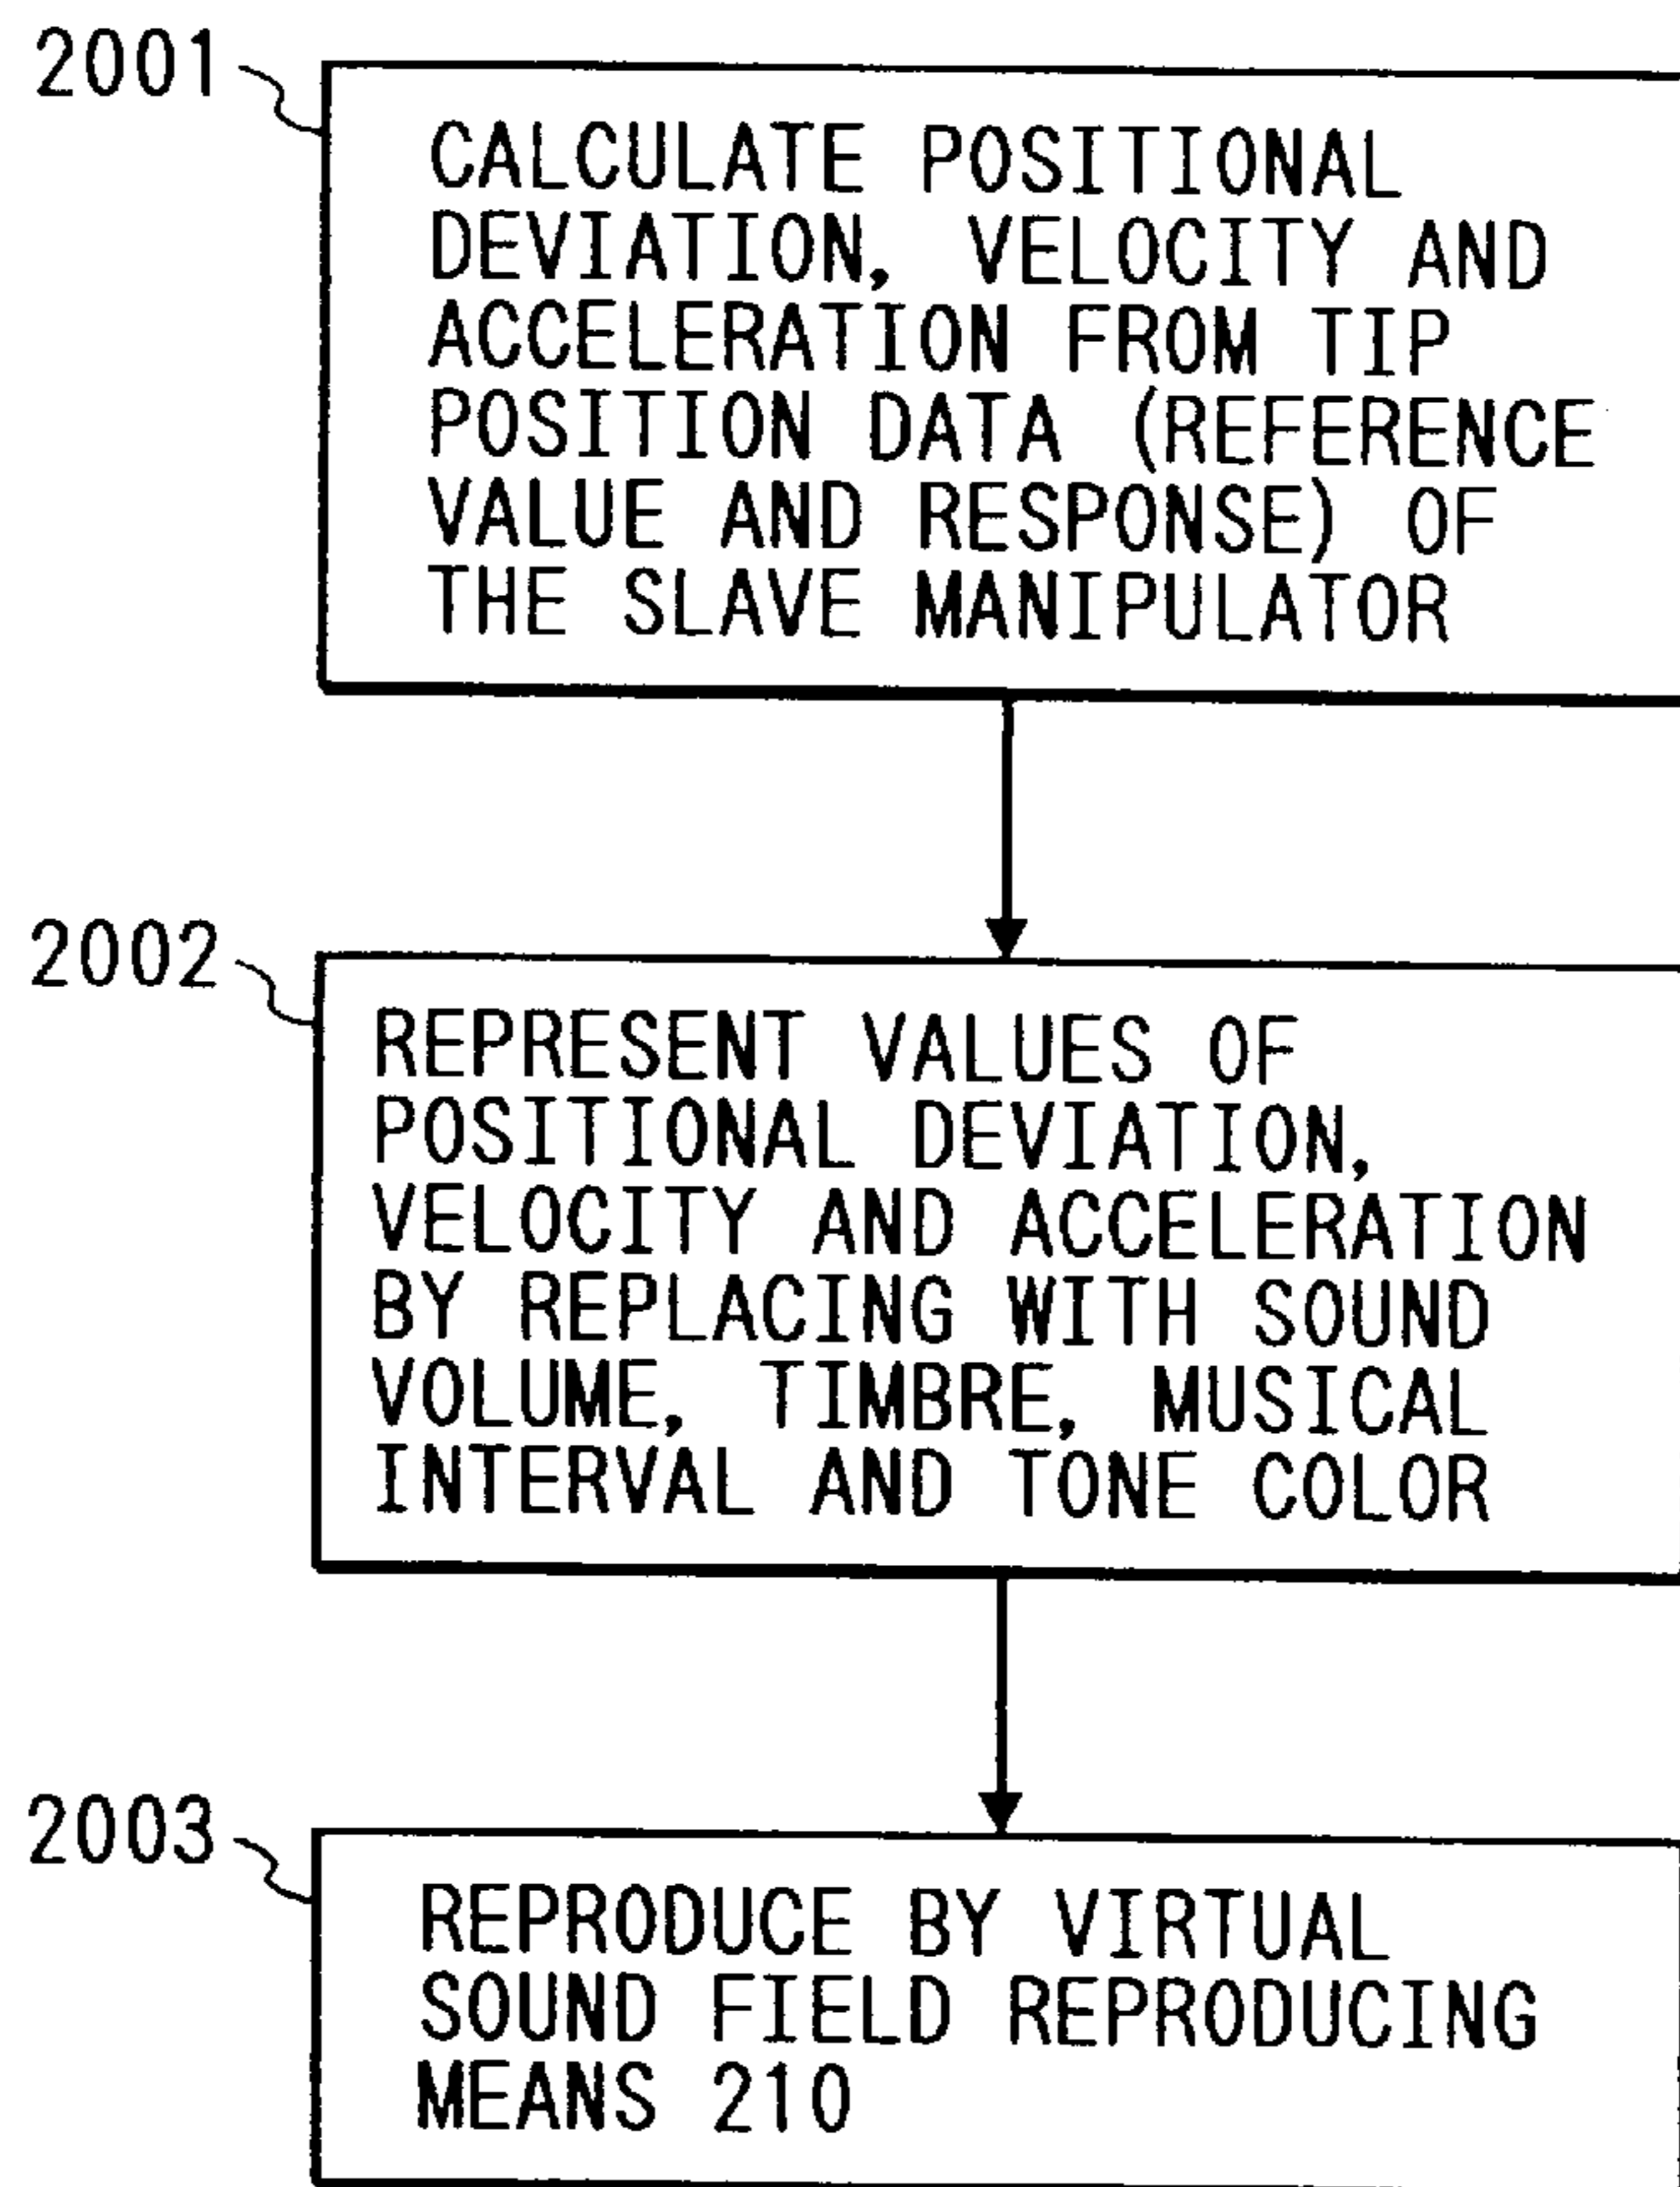 2001
CALCULATE POSITIONAL
DEVIATION, VELOCITY AND
ACCELERATION FROM TIP
POSITION DATA (REFERENCE
VALUE AND RESPONSE) OF
THE SLAVE MANIPULATOR
2002
REPRESENT VALUES OF
POSITIONAL DEVIATION,
VELOCITY AND ACCELERATION
BY REPLACING WITH SOUND
VOLUME, TIMBRE, MUSICAL
INTERVAL AND TONE COLOR
2003
REPRODUCE BY VIRTUAL
SOUND FIELD REPRODUCING
MEANS 210